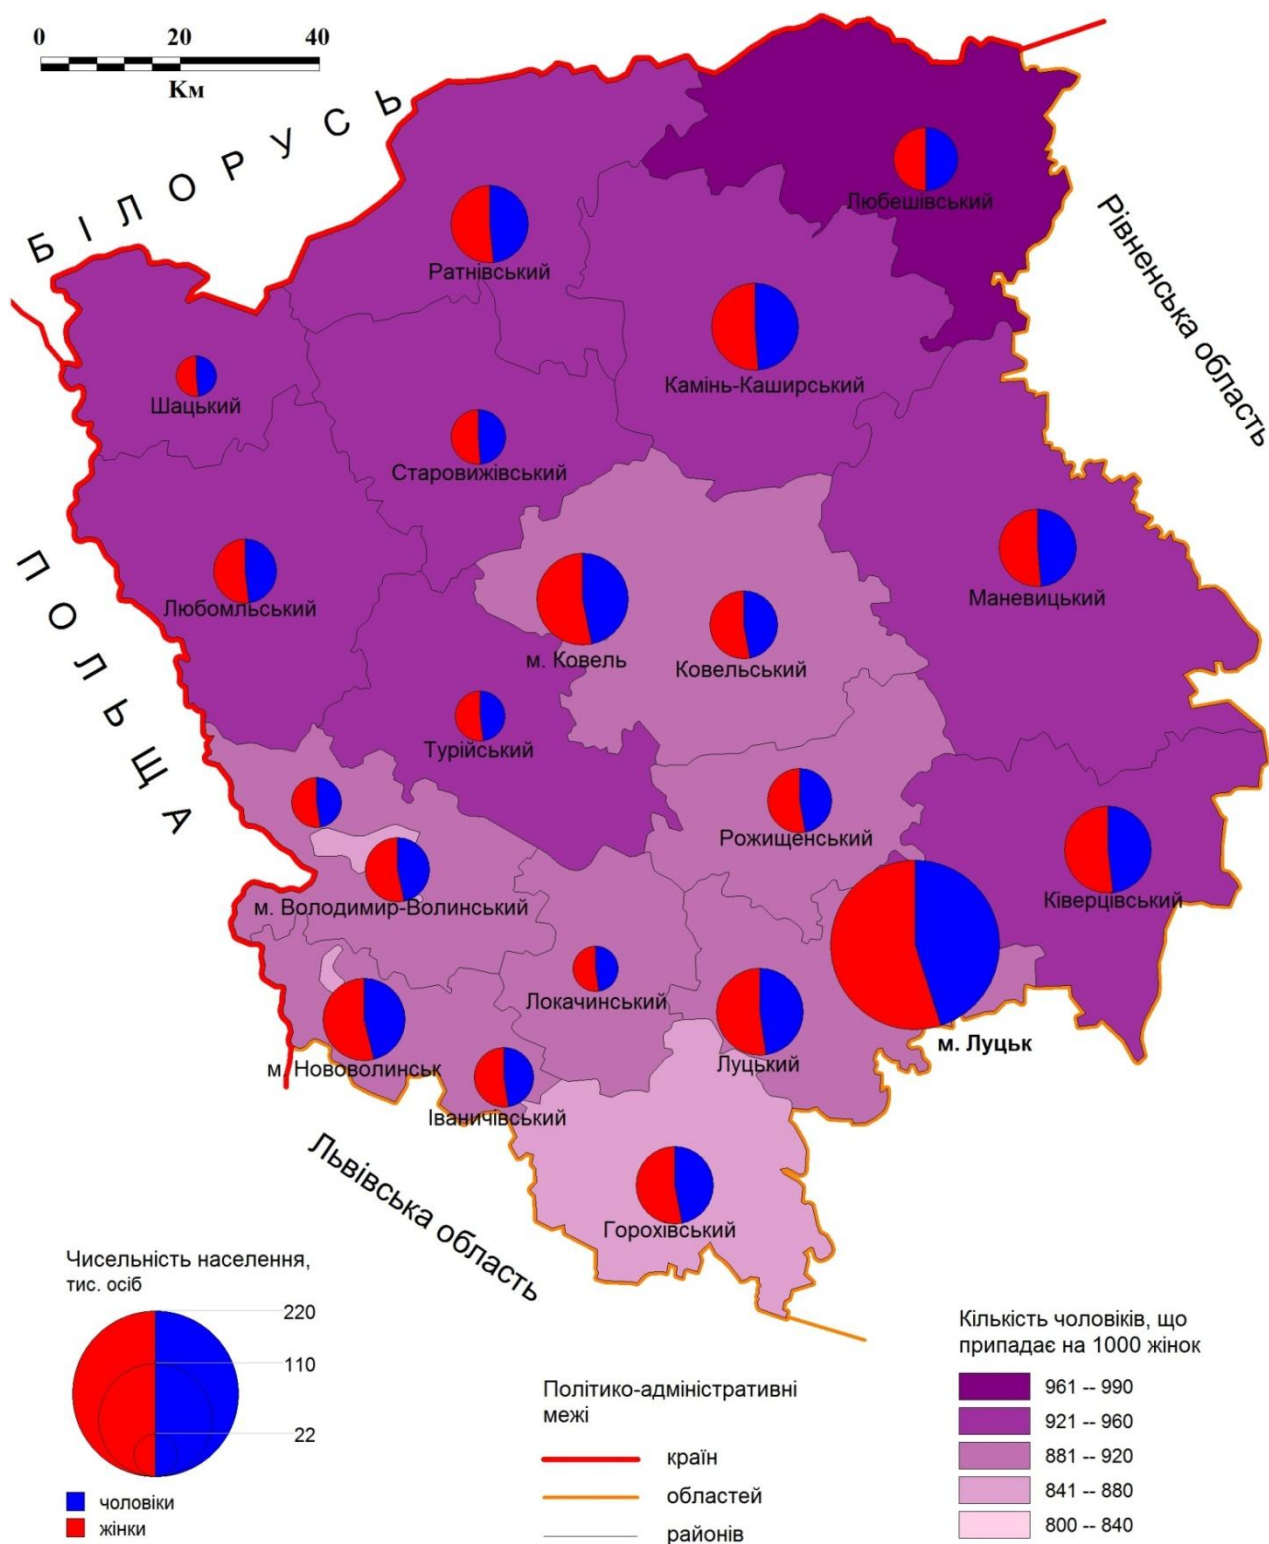 0 20 40
Км
БІЛОРУСЬ
ПОЛЬЩА
Рівненська область
Львівська область
Любешівський
Ратнівський
Камінь-Каширський
Шацький
Старовижівський
Маневицький
Любомльський
м. Ковель
Ковельський
Турійський
Рожищенський
Ківерцівський
м. Володимир-Волинський
Локачинський
м. Нововолинськ
Луцький
м. Луцьк
Іваничівський
Горохівський
Чисельність населення,
тис. осіб
220
110
22
чоловіки
жінки
Політико-адміністративні
межі
країн
областей
районів
Кількість чоловіків, що
припадає на 1000 жінок
961 -- 990
921 -- 960
881 -- 920
841 -- 880
800 -- 840